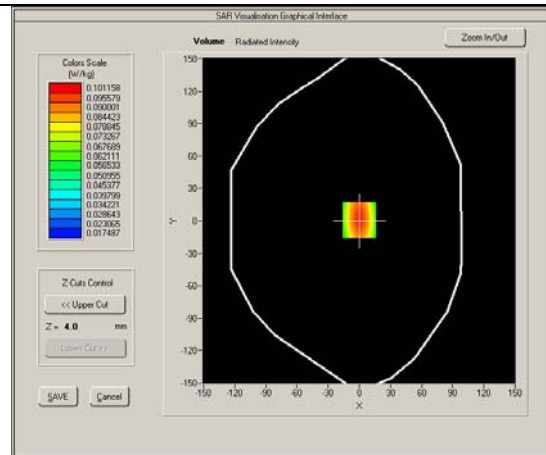 SAR Visualisation Graphical Interface
Volume Radiated Intensity
Zoom In/Out
Colors Scale
(W/kg)
0.101158
0.095579
0.090001
0.084423
0.078845
0.073267
0.067689
0.062111
0.056533
0.050955
0.045377
0.039799
0.034221
0.028643
0.023065
0.017487
Z Cuts Control
<< Upper Cut
Z = 4.0 mm
Lower Cut >>
SAVE
Cancel
150
120
90
60
30
0
-30
-60
-90
-120
-150
Y
-150 -120 -90 -60 -30 0 30 60 90 120 150
X